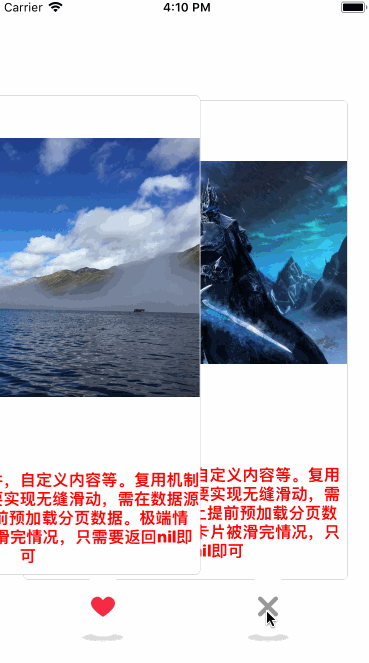 Carrier 4:10 PM
，自定义内容等。复用机制
要实现无缝滑动，需在数据源
前预加载分页数据。极端情
滑完情况，只需要返回nil即
可
自定义内容等。复用
要实现无缝滑动，需
上提前预加载分页数
卡片被滑完情况，只
nil即可